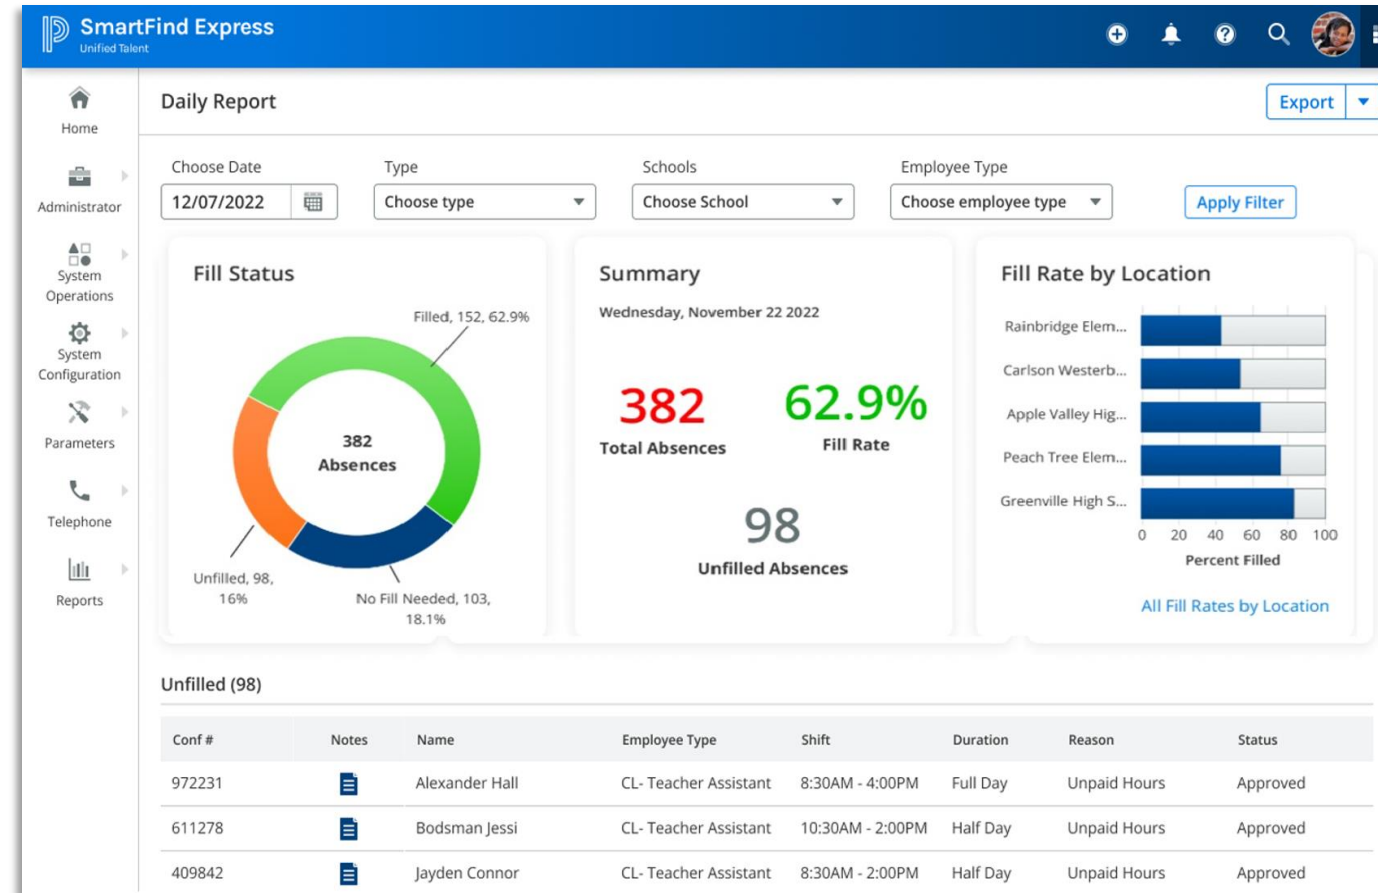 SmartFind Express
Unified Talent
Home
Administrator
System
Operations
System
Configuration
Parameters
Telephone
Reports
Daily Report
Export
Choose Date
Type
Schools
Employee Type
12/07/2022
Choose type
Choose School
Choose employee type
Apply Filter
Fill Status
Filled, 152, 62.9%
382
Absences
Unfilled, 98,
16%
No Fill Needed, 103,
18.1%
Summary
Wednesday, November 22 2022
382
Total Absences
62.9%
Fill Rate
98
Unfilled Absences
Fill Rate by Location
Rainbridge Elem...
Carlson Westerb...
Apple Valley Hig...
Peach Tree Elem...
Greenville High S...
0 20 40 60 80 100
Percent Filled
All Fill Rates by Location
Unfilled (98)
Conf # Notes Name Employee Type Shift Duration Reason Status
972231 Alexander Hall CL- Teacher Assistant 8:30AM - 4:00PM Full Day Unpaid Hours Approved
611278 Bodsman Jessi CL- Teacher Assistant 10:30AM - 2:00PM Half Day Unpaid Hours Approved
409842 Jayden Connor CL- Teacher Assistant 8:30AM - 2:00PM Half Day Unpaid Hours Approved